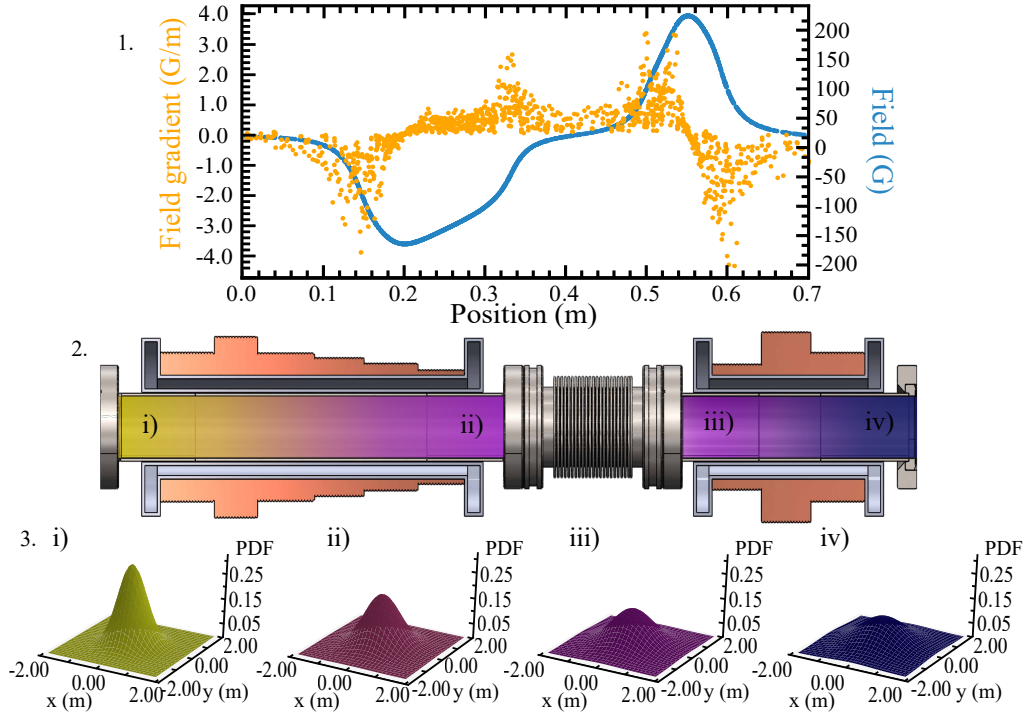 1.
Field gradient (G/m)
4.0
3.0
2.0
1.0
0.0
-1.0
-2.0
-3.0
-4.0
200
150
100
50
0
-50
-100
-150
-200
Field (G)
0.0 0.1 0.2 0.3 0.4 0.5 0.6 0.7
Position (m)
2.
i) ii) iii) iv)
3. i) ii) iii) iv)
PDF PDF PDF PDF
0.25 0.25 0.25 0.25
0.15 0.15 0.15 0.15
0.05 0.05 0.05 0.05
2.00 2.00 2.00 2.00
0.00 0.00 0.00 0.00
-2.00 -2.00 -2.00 -2.00
0.00 0.00 0.00 0.00
2.00 -2.00 2.00 -2.00 2.00 -2.00 2.00 -2.00
x (m) y (m) x (m) y (m) x (m) y (m) x (m) y (m)